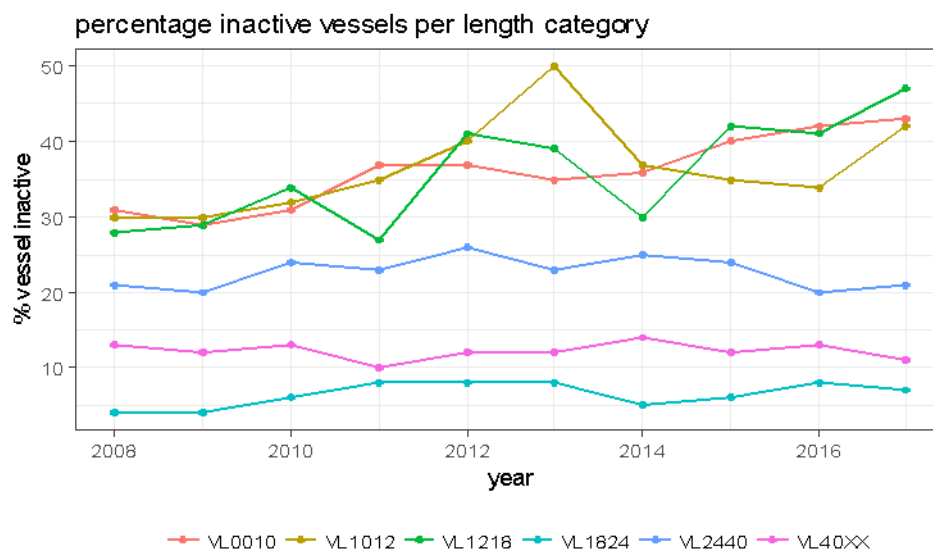 percentage inactive vessels per length category
50
40
30
20
10
% vessel inactive
2008 2010 2012 2014 2016
year
VL0010 VL1012 VL1218 VL1824 VL2440 VL40XX